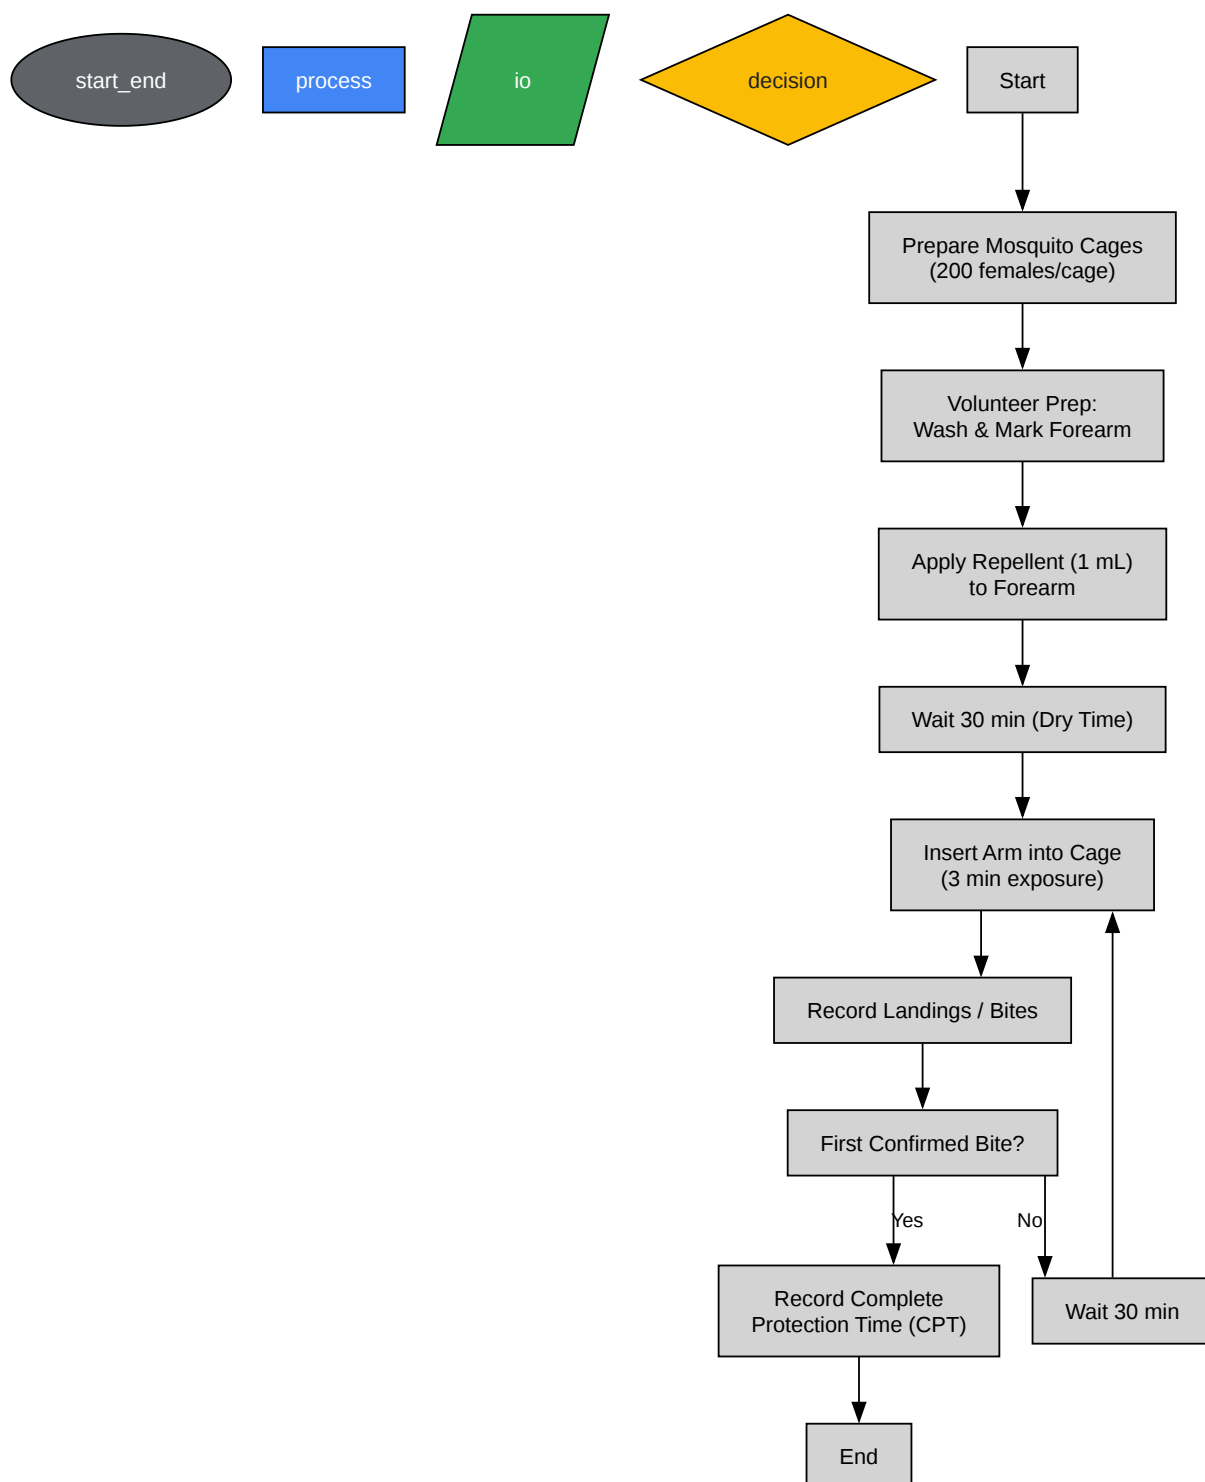 start_end
process
io
decision
Start
Prepare Mosquito Cages
(200 females/cage)
Volunteer Prep:
Wash & Mark Forearm
Apply Repellent (1 mL)
to Forearm
Wait 30 min (Dry Time)
Insert Arm into Cage
(3 min exposure)
Record Landings / Bites
First Confirmed Bite?
Yes
No
Record Complete
Protection Time (CPT)
Wait 30 min
End